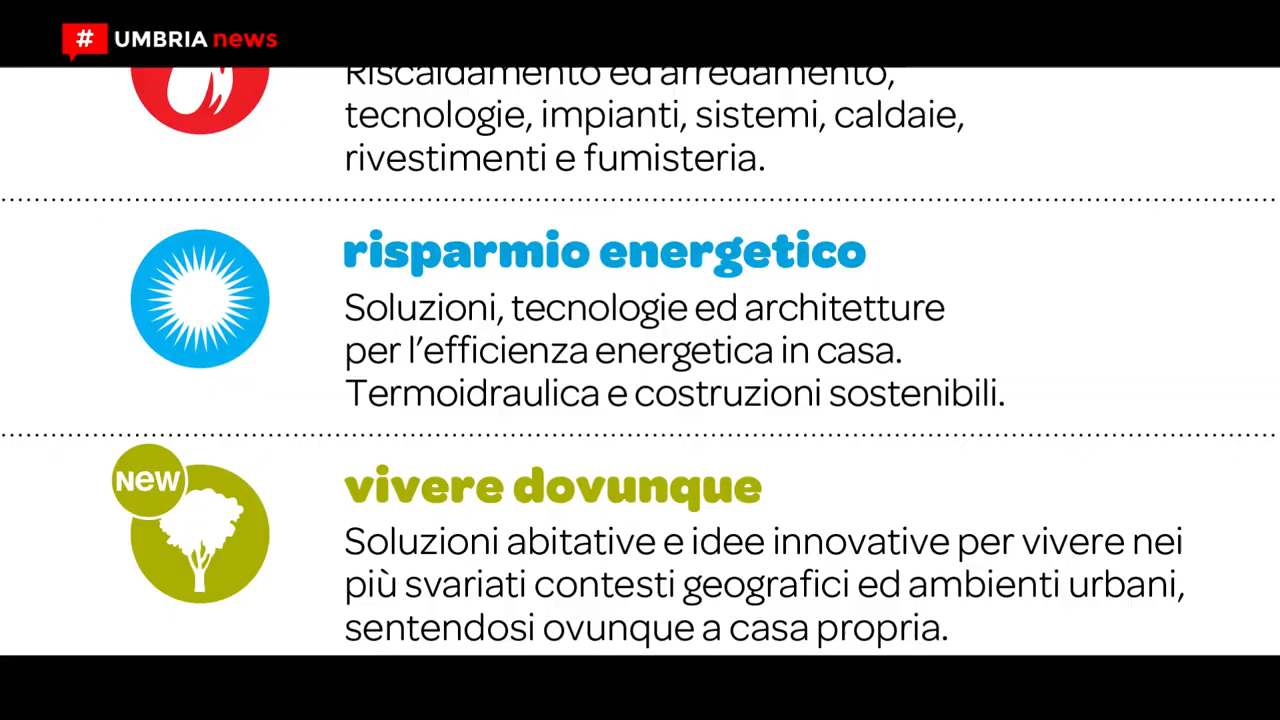 # UMBRIA news
Riscaldamento ed arredamento,
tecnologie, impianti, sistemi, caldaie,
rivestimenti e fumisteria.
risparmio energetico
Soluzioni, tecnologie ed architetture
per l'efficienza energetica in casa.
Termoidraulica e costruzioni sostenibili.
New
vivere dovunque
Soluzioni abitative e idee innovative per vivere nei
più svariati contesti geografici ed ambienti urbani,
sentendosi ovunque a casa propria.